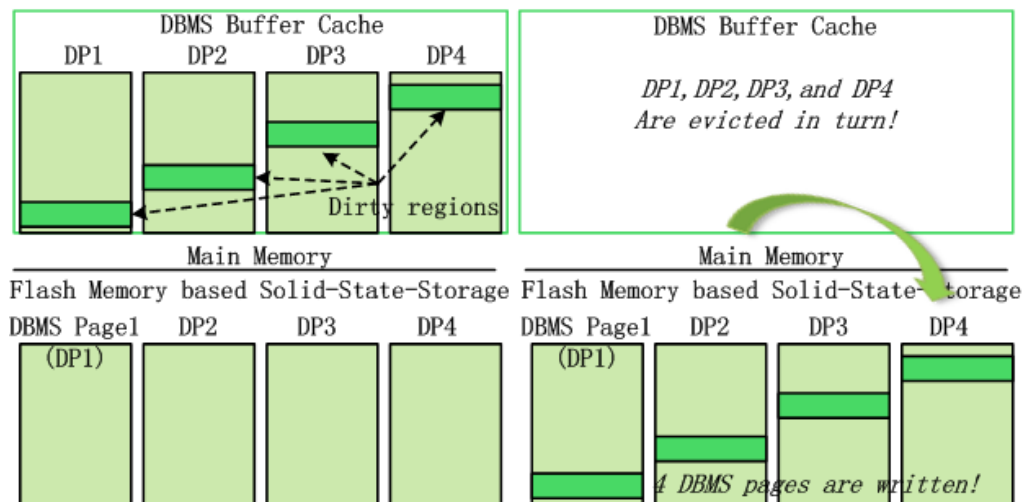 DBMS Buffer Cache
DP1 DP2 DP3 DP4
Dirty regions
Main Memory
Flash Memory based Solid-State-Storage
DBMS Page1 DP2 DP3 DP4
(DP1)
DBMS Buffer Cache
DP1, DP2, DP3, and DP4
Are evicted in turn!
Main Memory
Flash Memory based Solid-State-Storage
DBMS Page1 DP2 DP3 DP4
(DP1)
4 DBMS pages are written!